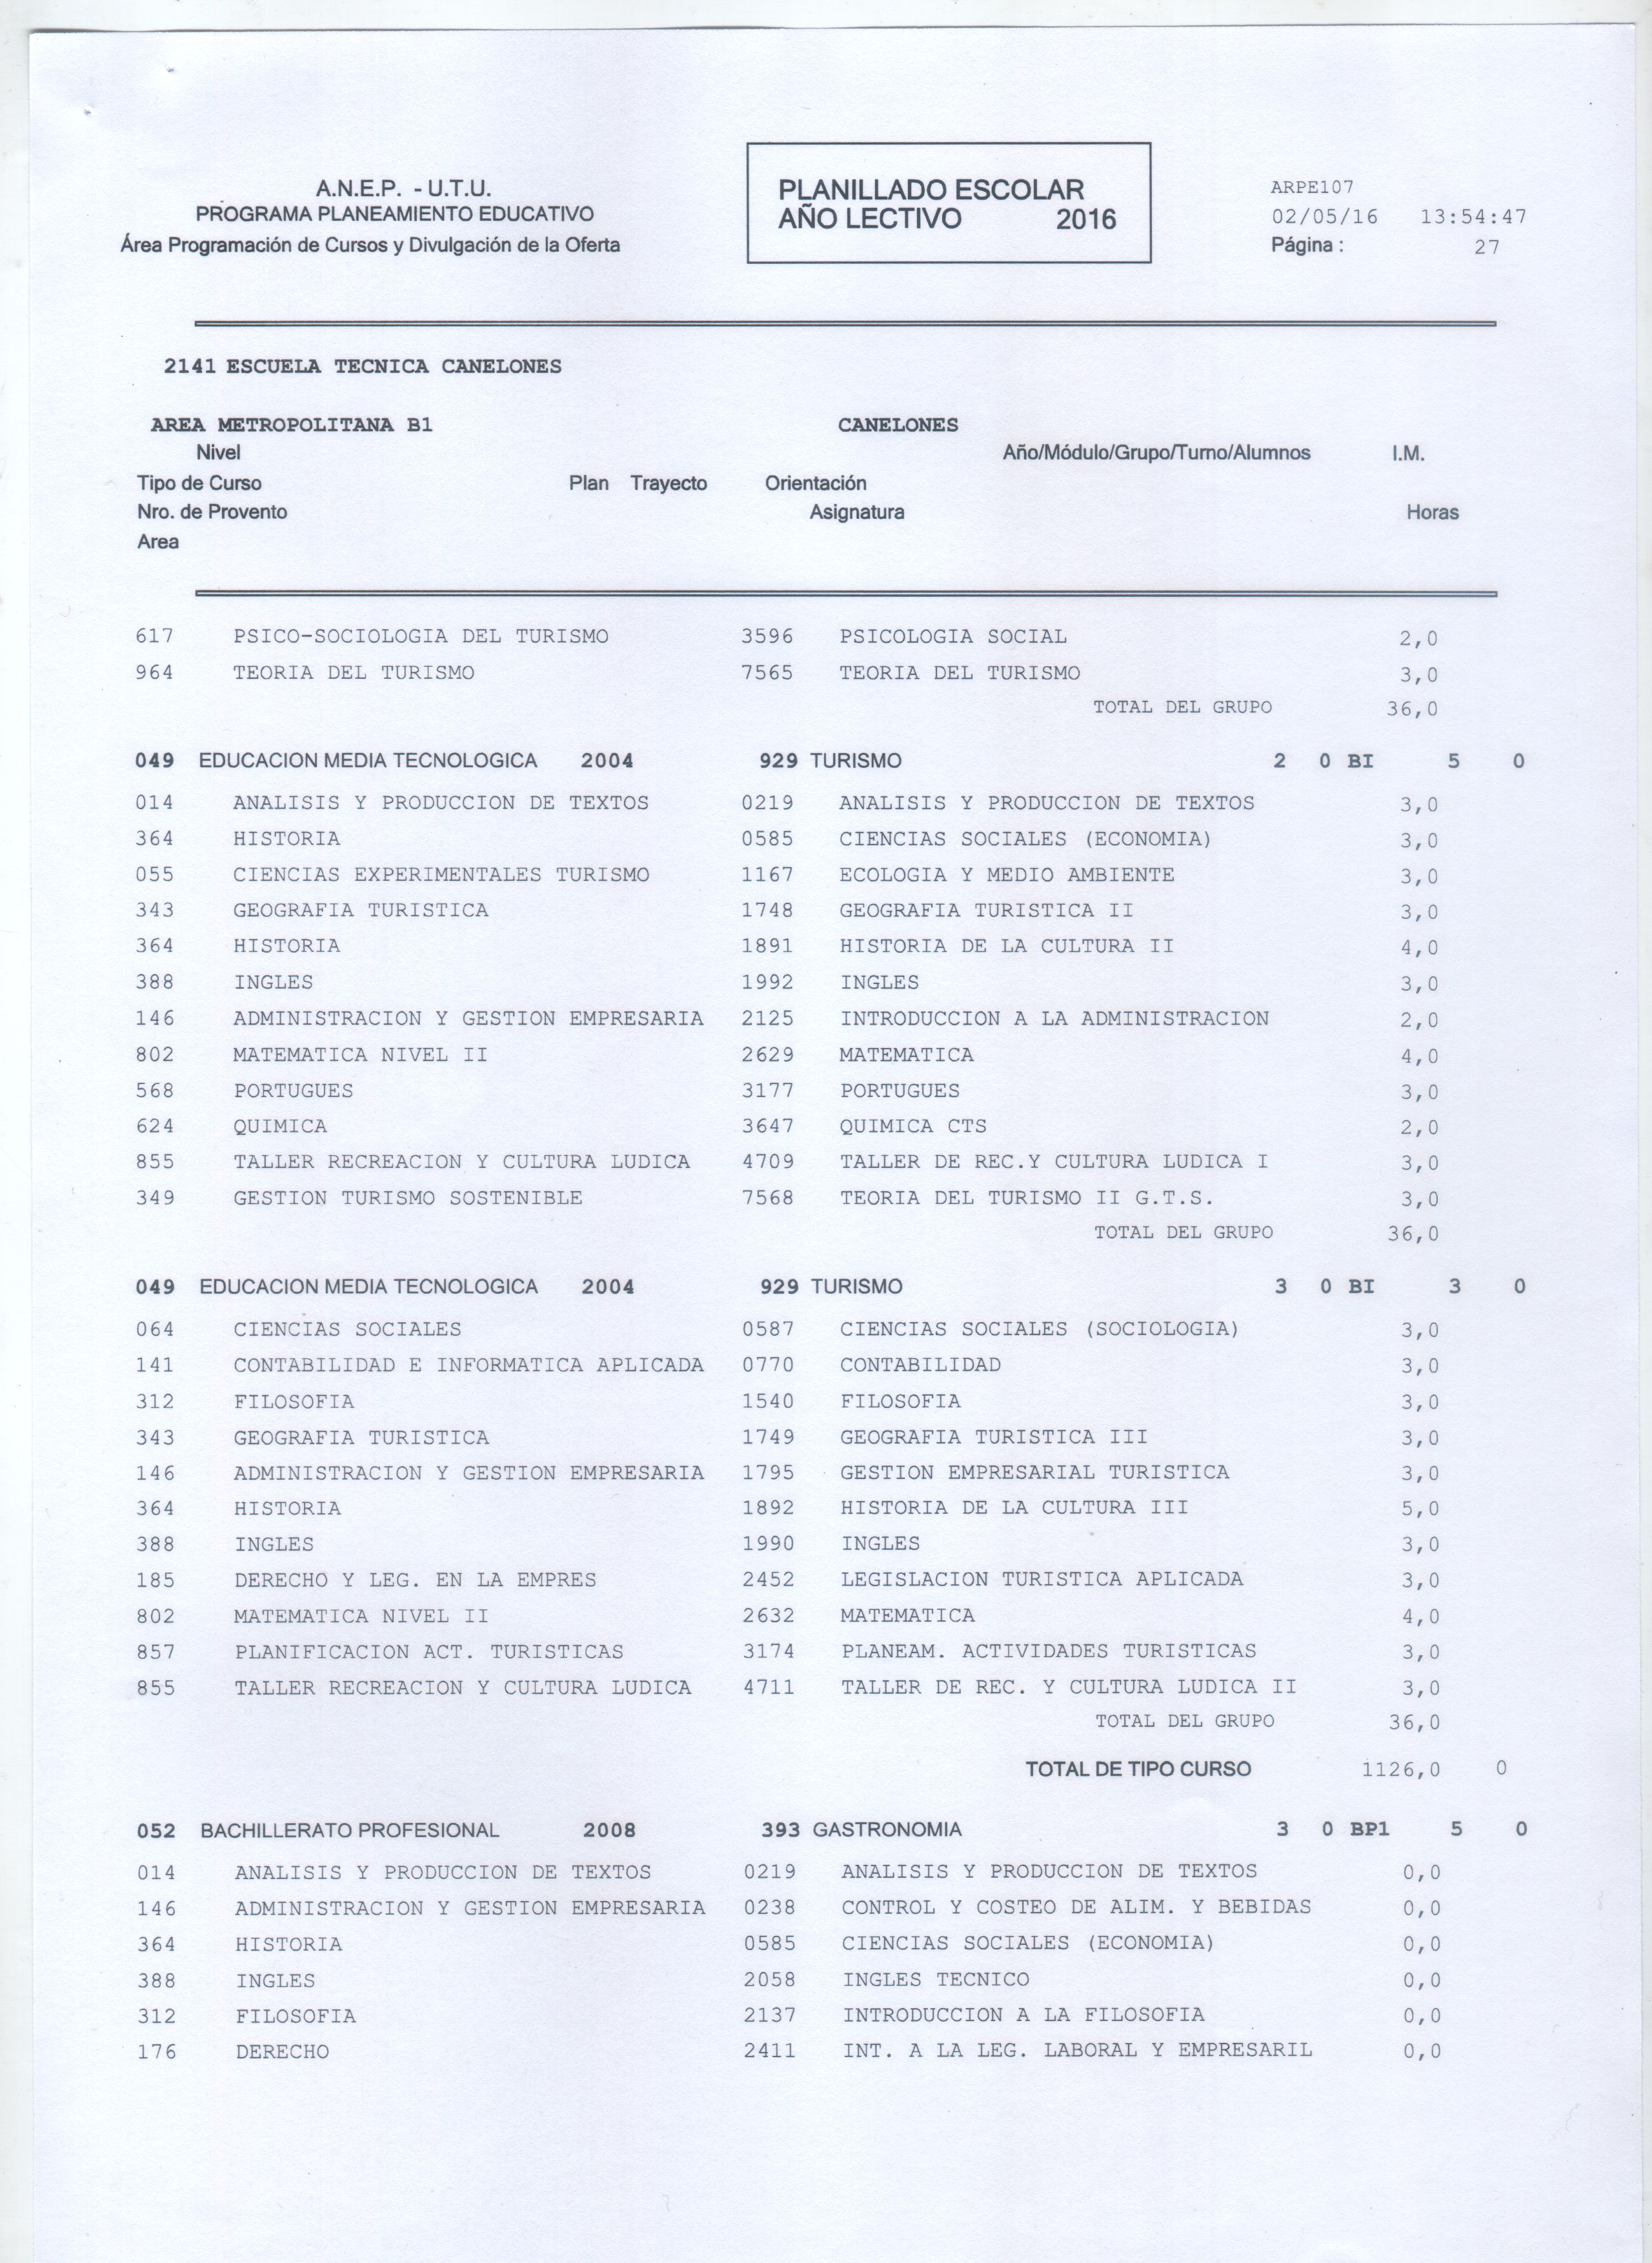 A.N.E.P. - U.T.U.
PROGRAMA PLANEAMIENTO EDUCATIVO
Área Programación de Cursos y Divulgación de la Oferta
PLANILLADO ESCOLAR
AÑO LECTIVO 2016
ARPE107
02/05/16 13:54:47
Página : 27
2141 ESCUELA TECNICA CANELONES
AREA METROPOLITANA B1 CANELONES
Nivel Año/Módulo/Grupo/Turno/Alumnos I.M.
Tipo de Curso Plan Trayecto Orientación
Nro. de Provento Asignatura Horas
Area
617 PSICO-SOCIOLOGIA DEL TURISMO 3596 PSICOLOGIA SOCIAL 2,0
964 TEORIA DEL TURISMO 7565 TEORIA DEL TURISMO 3,0
TOTAL DEL GRUPO 36,0
049 EDUCACION MEDIA TECNOLOGICA 2004 929 TURISMO 2 0 BI 5 0
014 ANALISIS Y PRODUCCION DE TEXTOS 0219 ANALISIS Y PRODUCCION DE TEXTOS 3,0
364 HISTORIA 0585 CIENCIAS SOCIALES (ECONOMIA) 3,0
055 CIENCIAS EXPERIMENTALES TURISMO 1167 ECOLOGIA Y MEDIO AMBIENTE 3,0
343 GEOGRAFIA TURISTICA 1748 GEOGRAFIA TURISTICA II 3,0
364 HISTORIA 1891 HISTORIA DE LA CULTURA II 4,0
388 INGLES 1992 INGLES 3,0
146 ADMINISTRACION Y GESTION EMPRESARIA 2125 INTRODUCCION A LA ADMINISTRACION 2,0
802 MATEMATICA NIVEL II 2629 MATEMATICA 4,0
568 PORTUGUES 3177 PORTUGUES 3,0
624 QUIMICA 3647 QUIMICA CTS 2,0
855 TALLER RECREACION Y CULTURA LUDICA 4709 TALLER DE REC.Y CULTURA LUDICA I 3,0
349 GESTION TURISMO SOSTENIBLE 7568 TEORIA DEL TURISMO II G.T.S. 3,0
TOTAL DEL GRUPO 36,0
049 EDUCACION MEDIA TECNOLOGICA 2004 929 TURISMO 3 0 BI 3 0
064 CIENCIAS SOCIALES 0587 CIENCIAS SOCIALES (SOCIOLOGIA) 3,0
141 CONTABILIDAD E INFORMATICA APLICADA 0770 CONTABILIDAD 3,0
312 FILOSOFIA 1540 FILOSOFIA 3,0
343 GEOGRAFIA TURISTICA 1749 GEOGRAFIA TURISTICA III 3,0
146 ADMINISTRACION Y GESTION EMPRESARIA 1795 GESTION EMPRESARIAL TURISTICA 3,0
364 HISTORIA 1892 HISTORIA DE LA CULTURA III 5,0
388 INGLES 1990 INGLES 3,0
185 DERECHO Y LEG. EN LA EMPRES 2452 LEGISLACION TURISTICA APLICADA 3,0
802 MATEMATICA NIVEL II 2632 MATEMATICA 4,0
857 PLANIFICACION ACT. TURISTICAS 3174 PLANEAM. ACTIVIDADES TURISTICAS 3,0
855 TALLER RECREACION Y CULTURA LUDICA 4711 TALLER DE REC. Y CULTURA LUDICA II 3,0
TOTAL DEL GRUPO 36,0
TOTAL DE TIPO CURSO 1126,0 0
052 BACHILLERATO PROFESIONAL 2008 393 GASTRONOMIA 3 0 BP1 5 0
014 ANALISIS Y PRODUCCION DE TEXTOS 0219 ANALISIS Y PRODUCCION DE TEXTOS 0,0
146 ADMINISTRACION Y GESTION EMPRESARIA 0238 CONTROL Y COSTEO DE ALIM. Y BEBIDAS 0,0
364 HISTORIA 0585 CIENCIAS SOCIALES (ECONOMIA) 0,0
388 INGLES 2058 INGLES TECNICO 0,0
312 FILOSOFIA 2137 INTRODUCCION A LA FILOSOFIA 0,0
176 DERECHO 2411 INT. A LA LEG. LABORAL Y EMPRESARIL 0,0